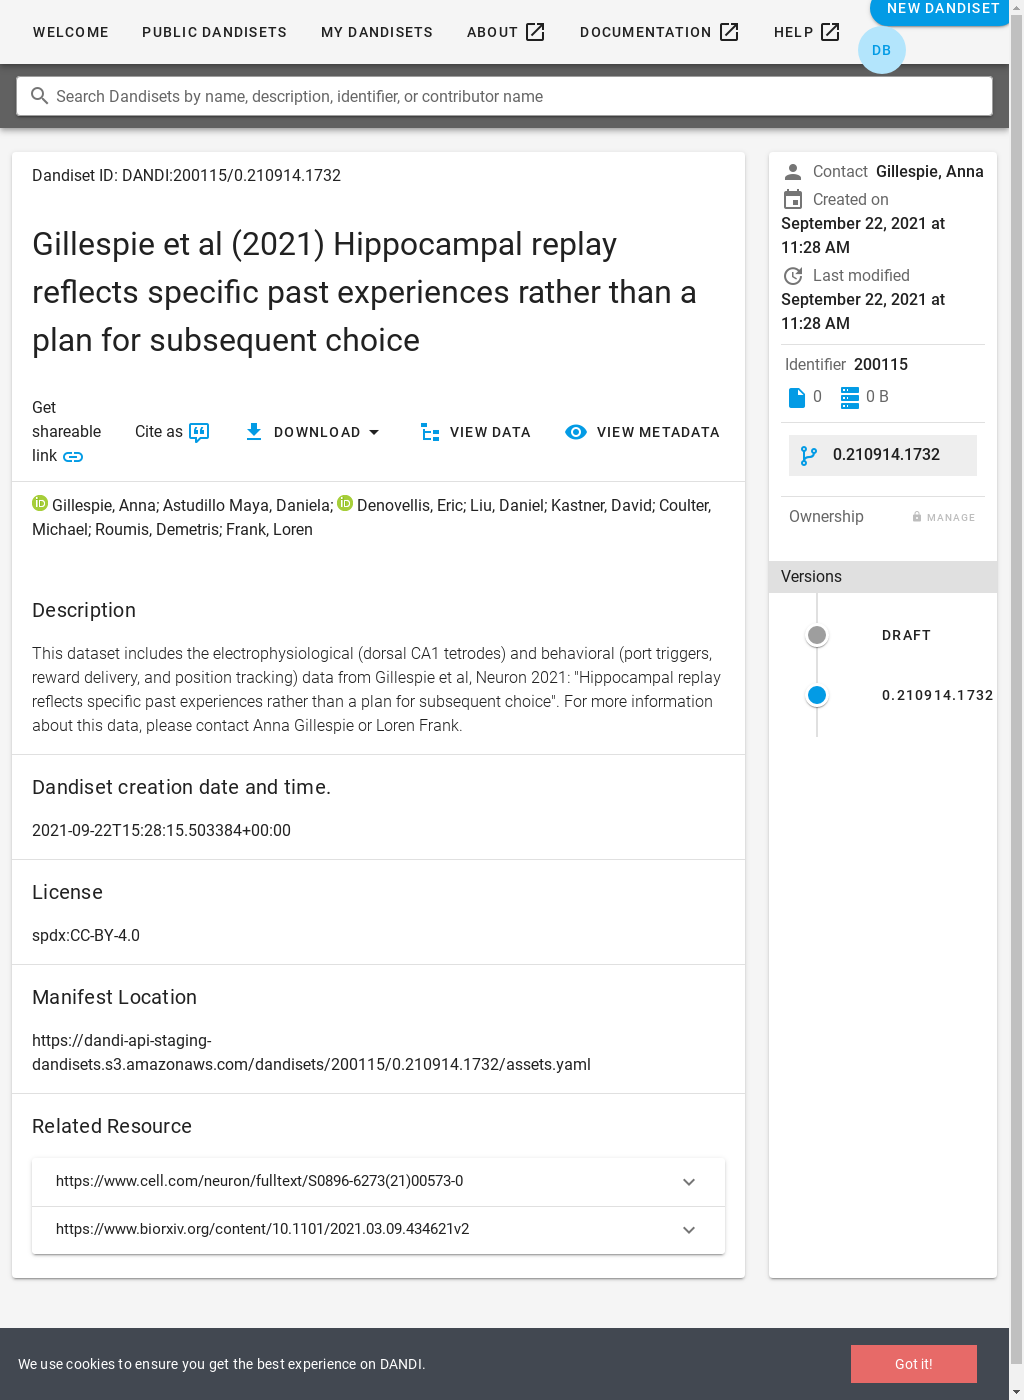 WELCOME
PUBLIC DANDISETS
MY DANDISETS
ABOUT
DOCUMENTATION
HELP
NEW DANDISET
DB
Search Dandisets by name, description, identifier, or contributor name
Dandiset ID: DANDI:200115/0.210914.1732
Gillespie et al (2021) Hippocampal replay
reflects specific past experiences rather than a
plan for subsequent choice
Get
shareable
link
Cite as
DOWNLOAD
VIEW DATA
VIEW METADATA
Gillespie, Anna; Astudillo Maya, Daniela; Denovellis, Eric; Liu, Daniel; Kastner, David; Coulter,
Michael; Roumis, Demetris; Frank, Loren
Description
This dataset includes the electrophysiological (dorsal CA1 tetrodes) and behavioral (port triggers,
reward delivery, and position tracking) data from Gillespie et al, Neuron 2021: "Hippocampal replay
reflects specific past experiences rather than a plan for subsequent choice". For more information
about this data, please contact Anna Gillespie or Loren Frank.
Dandiset creation date and time.
2021-09-22T15:28:15.503384+00:00
License
spdx:CC-BY-4.0
Manifest Location
https://dandi-api-staging-
dandisets.s3.amazonaws.com/dandisets/200115/0.210914.1732/assets.yaml
Related Resource
https://www.cell.com/neuron/fulltext/S0896-6273(21)00573-0
https://www.biorxiv.org/content/10.1101/2021.03.09.434621v2
Contact Gillespie, Anna
Created on
September 22, 2021 at
11:28 AM
Last modified
September 22, 2021 at
11:28 AM
Identifier 200115
0
0 B
0.210914.1732
Ownership
MANAGE
Versions
DRAFT
0.210914.1732
We use cookies to ensure you get the best experience on DANDI.
Got it!